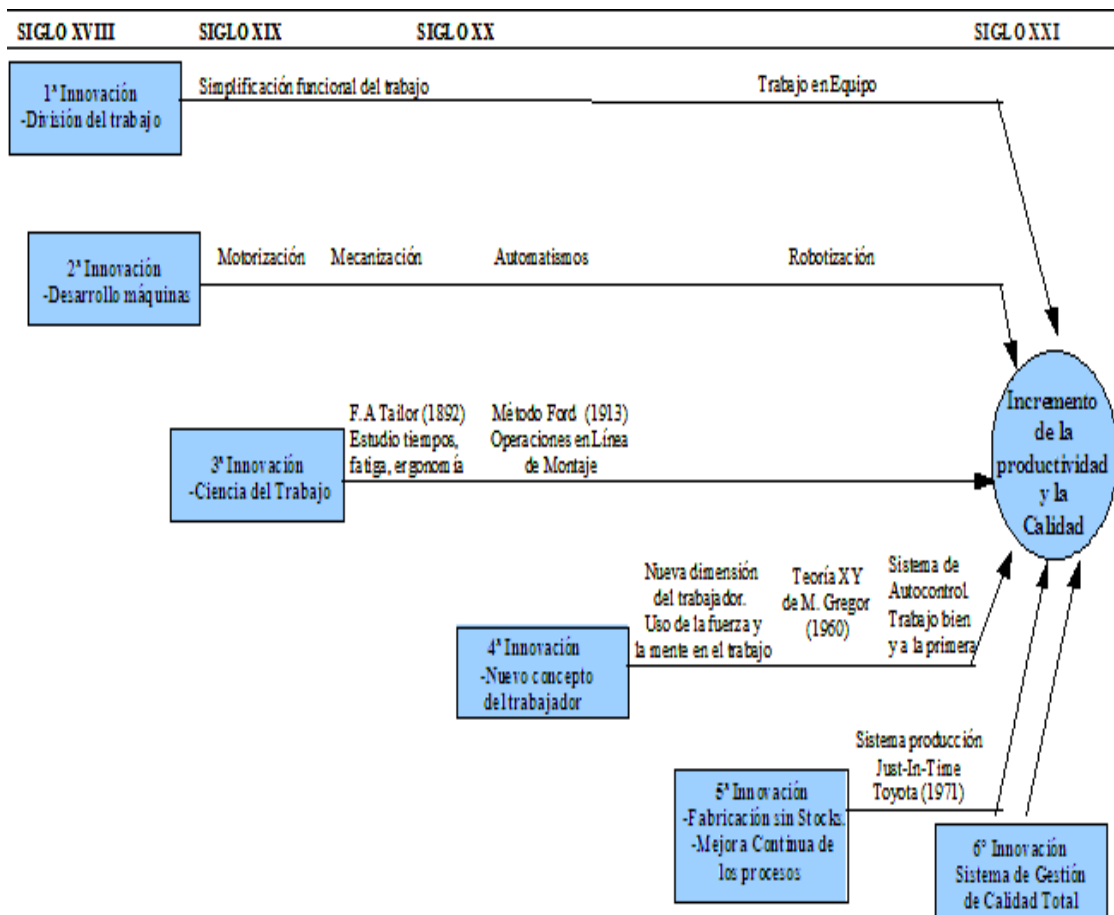 SIGLO XVIII SIGLO XIX SIGLO XX SIGLO XXI
1ª Innovación
-División del trabajo
Simplificación funcional del trabajo
Trabajo en Equipo
2ª Innovación
-Desarrollo máquinas
Motorización
Mecanización
Automatismos
Robotización
3ª Innovación
-Ciencia del Trabajo
F. A Tailor (1892)
Estudio tiempos,
fatiga, ergonomía
Método Ford (1913)
Operaciones en Línea
de Montaje
Incremento
de la
productividad
y la
Calidad
4ª Innovación
-Nuevo concepto
del trabajador
Nueva dimensión
del trabajador.
Uso de la fuerza y
la mente en el trabajo
Teoría XY
de M. Gregor
(1960)
Sistema de
Autocontrol.
Trabajo bien
y a la primera
5ª Innovación
-Fabricación sin Stocks.
-Mejora Continua de
los procesos
Sistema producción
Just-In-Time
Toyota (1971)
6ª Innovación
Sistema de Gestión
de Calidad Total